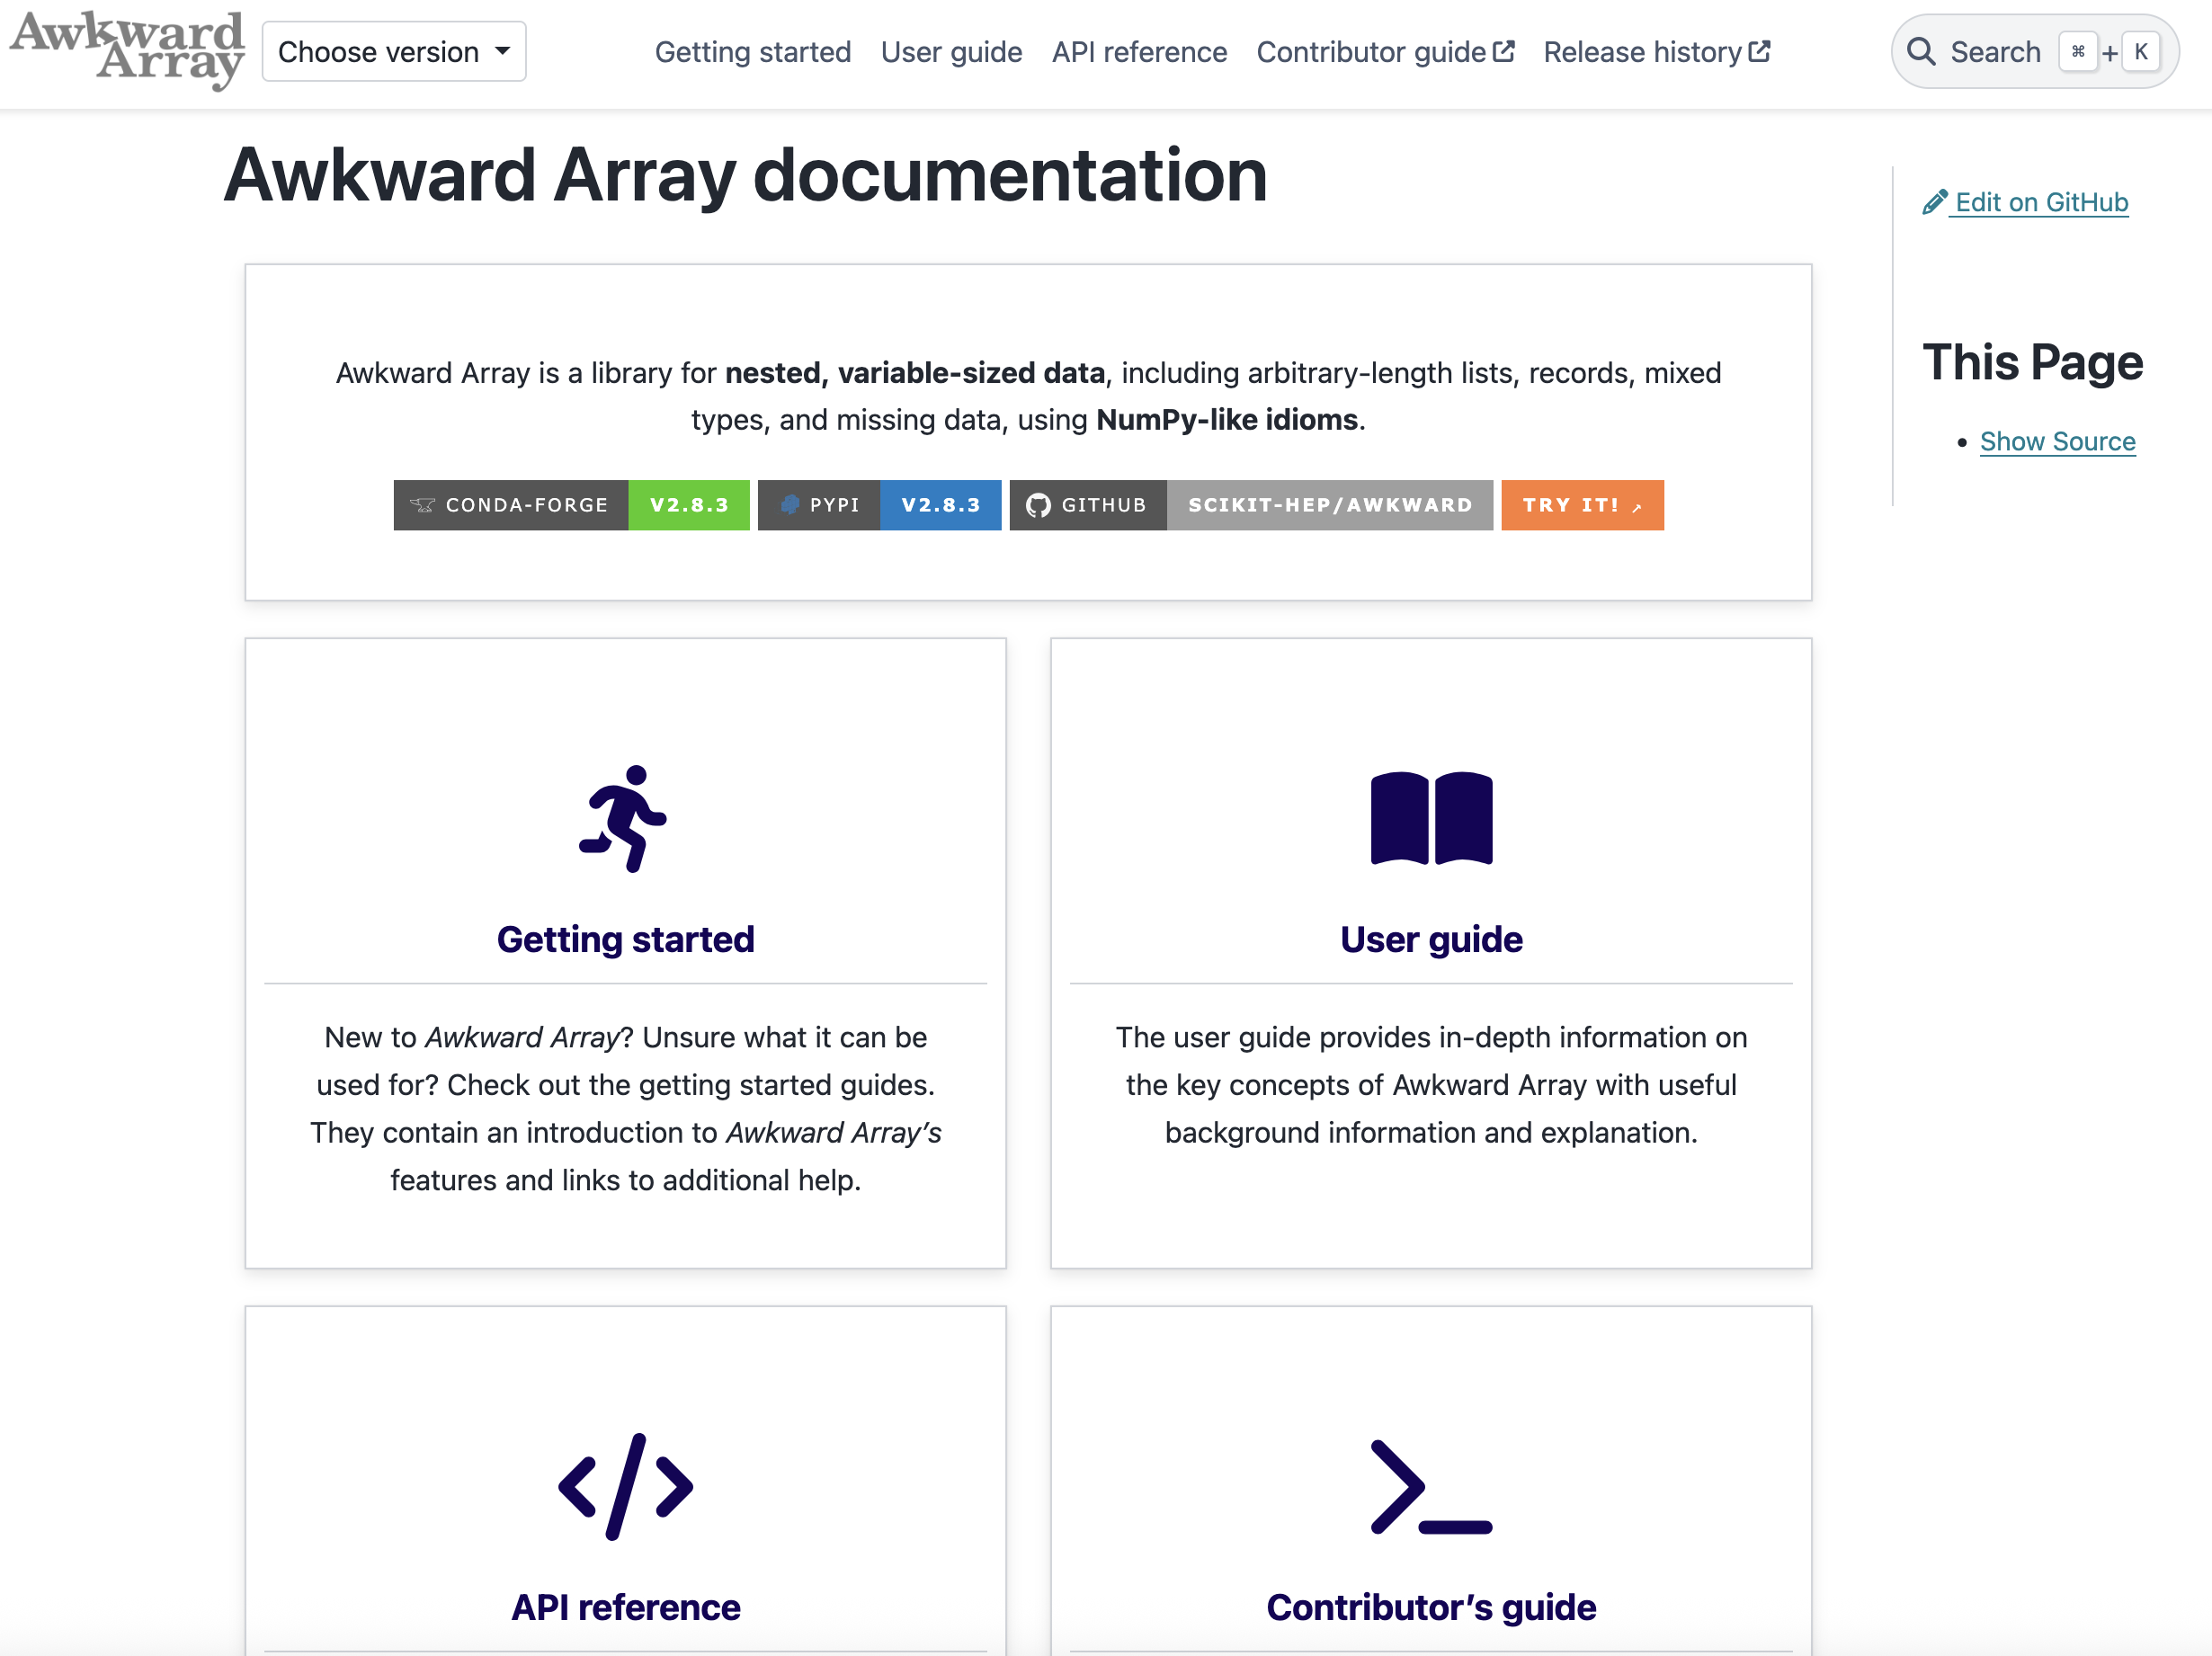 Awkward
Array
Choose version
Getting started User guide API reference Contributor guide Release history
Search ⌘ + K
Awkward Array documentation
Edit on GitHub
This Page
Show Source
Awkward Array is a library for nested, variable-sized data, including arbitrary-length lists, records, mixed
types, and missing data, using NumPy-like idioms.
CONDA-FORGE V2.8.3 PYPI V2.8.3 GITHUB SCIKIT-HEP/AWKWARD TRY IT! ↗
Getting started
New to Awkward Array? Unsure what it can be
used for? Check out the getting started guides.
They contain an introduction to Awkward Array’s
features and links to additional help.
User guide
The user guide provides in-depth information on
the key concepts of Awkward Array with useful
background information and explanation.
API reference
Contributor’s guide